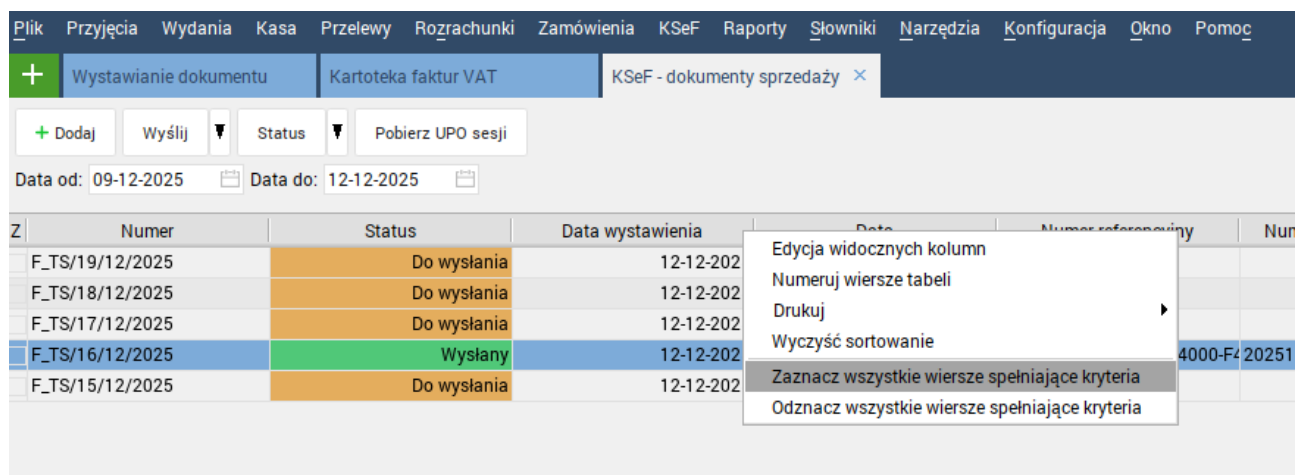 Plik Przyjęcia Wydania Kasa Przelewy Rozrachunki Zamówienia KSeF Raporty Słowniki Narzędzia Konfiguracja Okno Pomoc
+ Wystawianie dokumentu Kartoteka faktur VAT KSeF - dokumenty sprzedaży ×
+ Dodaj Wyślij Status Pobierz UPO sesji
Data od: 09-12-2025 Data do: 12-12-2025
Z Numer Status Data wystawienia
F_TS/19/12/2025 Do wysłania 12-12-202
F_TS/18/12/2025 Do wysłania 12-12-202
F_TS/17/12/2025 Do wysłania 12-12-202
F_TS/16/12/2025 Wysłany 12-12-202 4000-F4 20251
F_TS/15/12/2025 Do wysłania 12-12-202
Edycja widocznych kolumn
Numeruj wiersze tabeli
Drukuj
Wyczyść sortowanie
Zaznacz wszystkie wiersze spełniające kryteria
Odznacz wszystkie wiersze spełniające kryteria